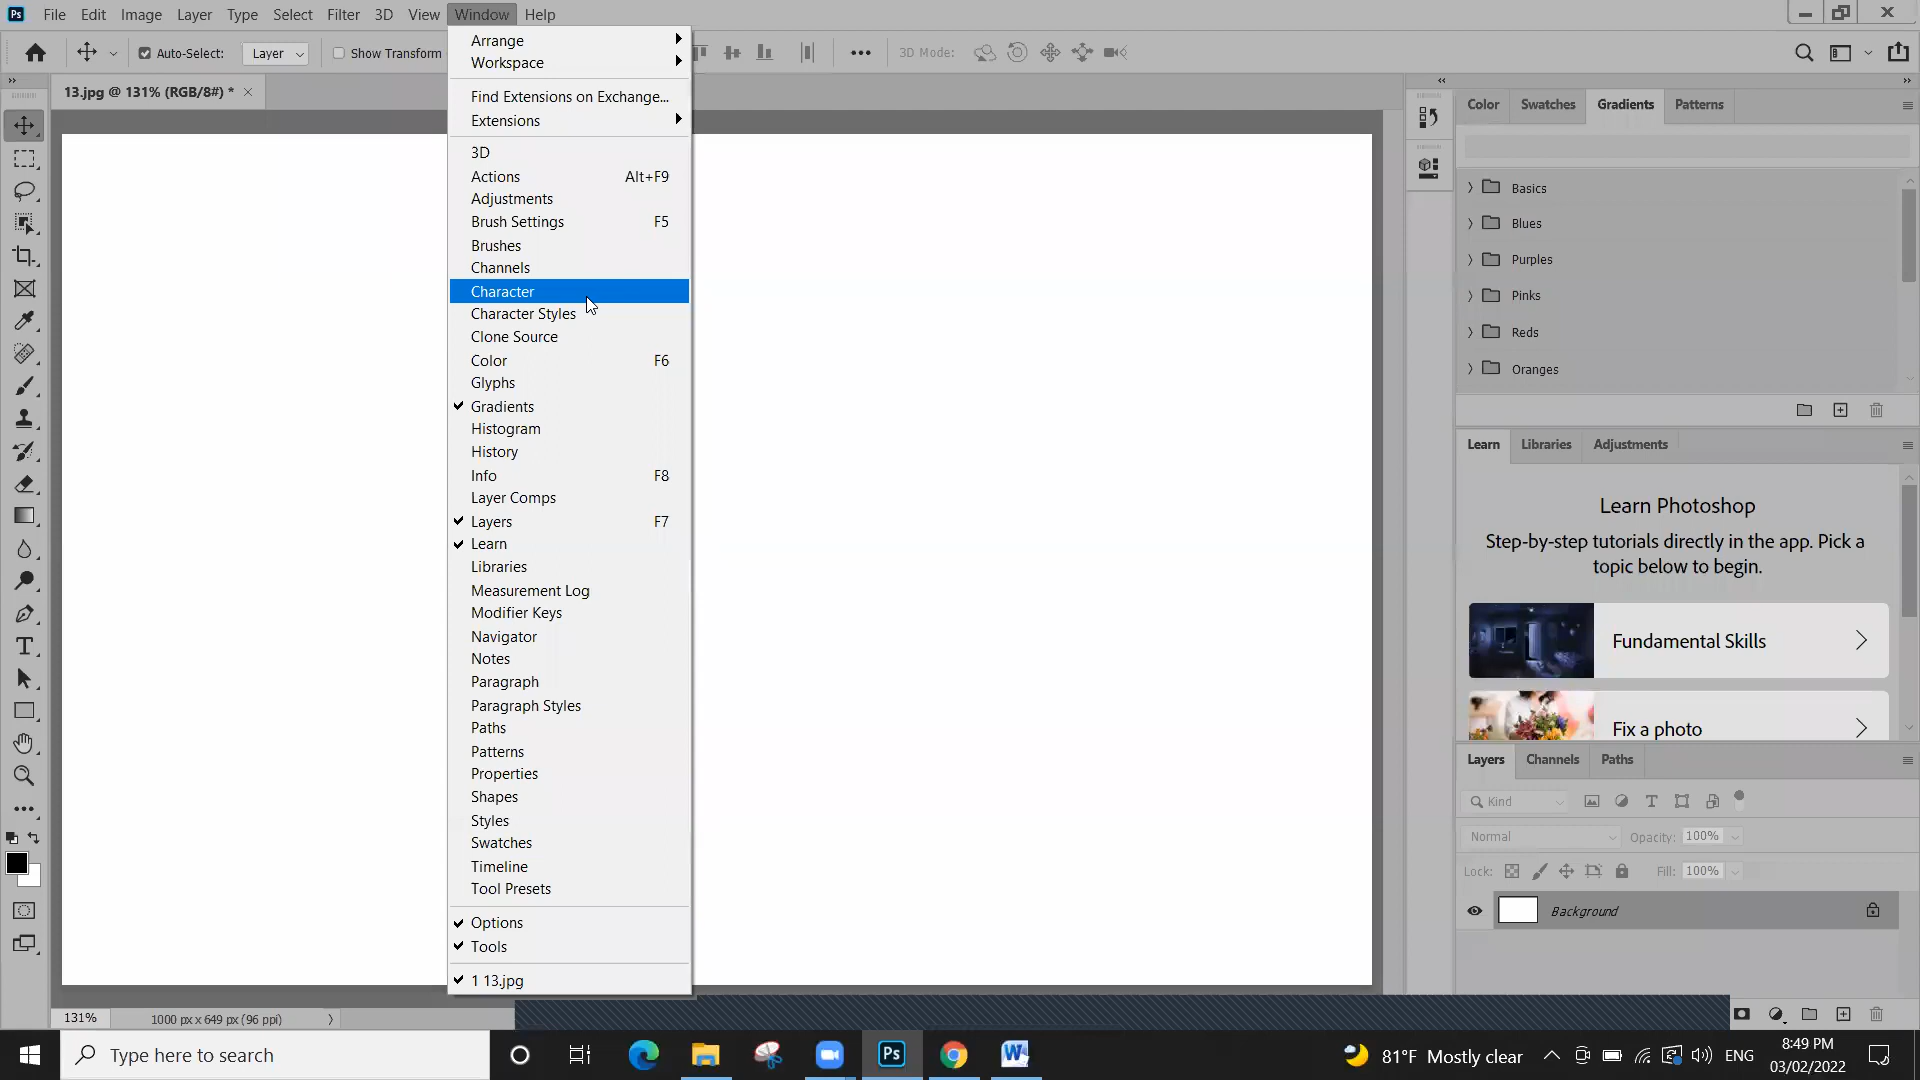 Ps File Edit Image Layer Type Select Filter 3D View Window Help
Auto-Select: Layer Show Transform 3D Mode:
13.jpg @ 131% (RGB/8#) *
Arrange
Workspace
Find Extensions on Exchange...
Extensions
3D
Actions Alt+F9
Adjustments
Brush Settings F5
Brushes
Channels
Character
Character Styles
Clone Source
Color F6
Glyphs
Gradients
Histogram
History
Info F8
Layer Comps
Layers F7
Learn
Libraries
Measurement Log
Modifier Keys
Navigator
Notes
Paragraph
Paragraph Styles
Paths
Patterns
Properties
Shapes
Styles
Swatches
Timeline
Tool Presets
Options
Tools
1 13.jpg
Color Swatches Gradients Patterns
Basics
Blues
Purples
Pinks
Reds
Oranges
Learn Libraries Adjustments
Learn Photoshop
Step-by-step tutorials directly in the app. Pick a
topic below to begin.
Fundamental Skills
Fix a photo
Layers Channels Paths
Kind
Normal Opacity: 100%
Lock: Fill: 100%
Background
131% 1000 px x 649 px (96 ppi)
Type here to search
Ps
W
81°F Mostly clear
ENG
8:49 PM
03/02/2022